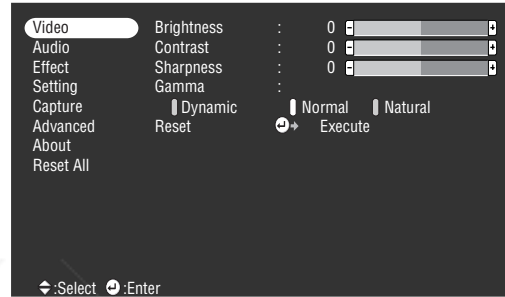 Video Brightness : 0
Audio Contrast : 0
Effect Sharpness : 0
Setting Gamma :
Capture Dynamic Normal Natural
Advanced Reset Execute
About
Reset All
:Select :Enter